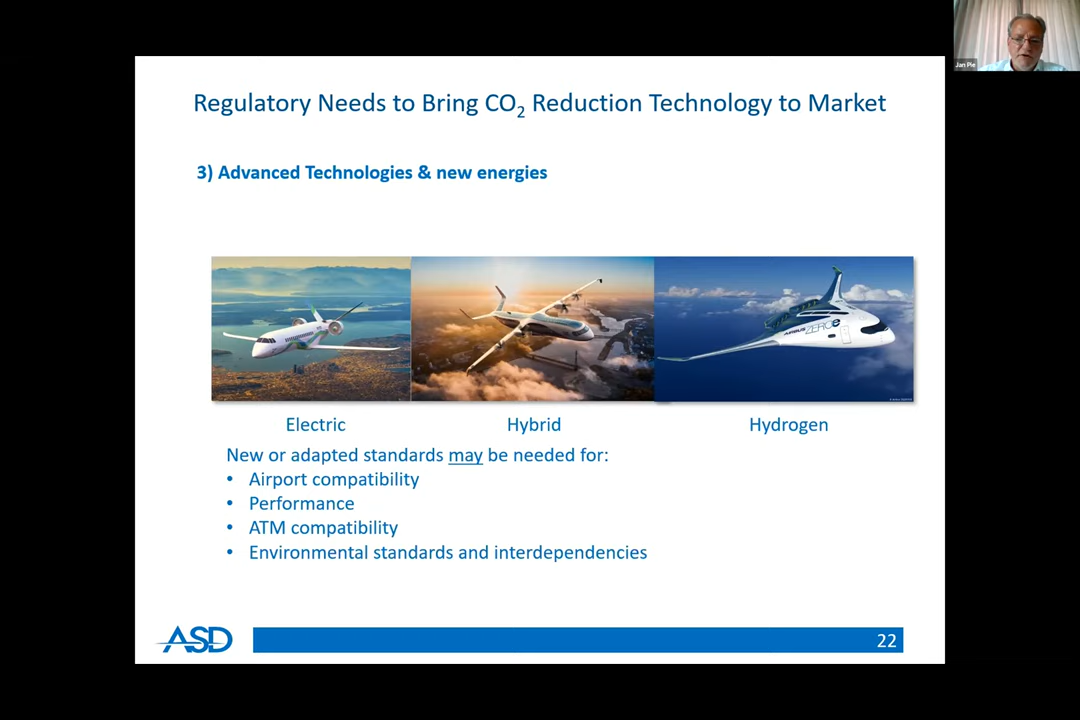 Jan Pie
Regulatory Needs to Bring CO₂ Reduction Technology to Market
3) Advanced Technologies & new energies
AIRBUS ZEROe
Electric
Hybrid
Hydrogen
New or adapted standards may be needed for:
• Airport compatibility
• Performance
• ATM compatibility
• Environmental standards and interdependencies
ASD
22